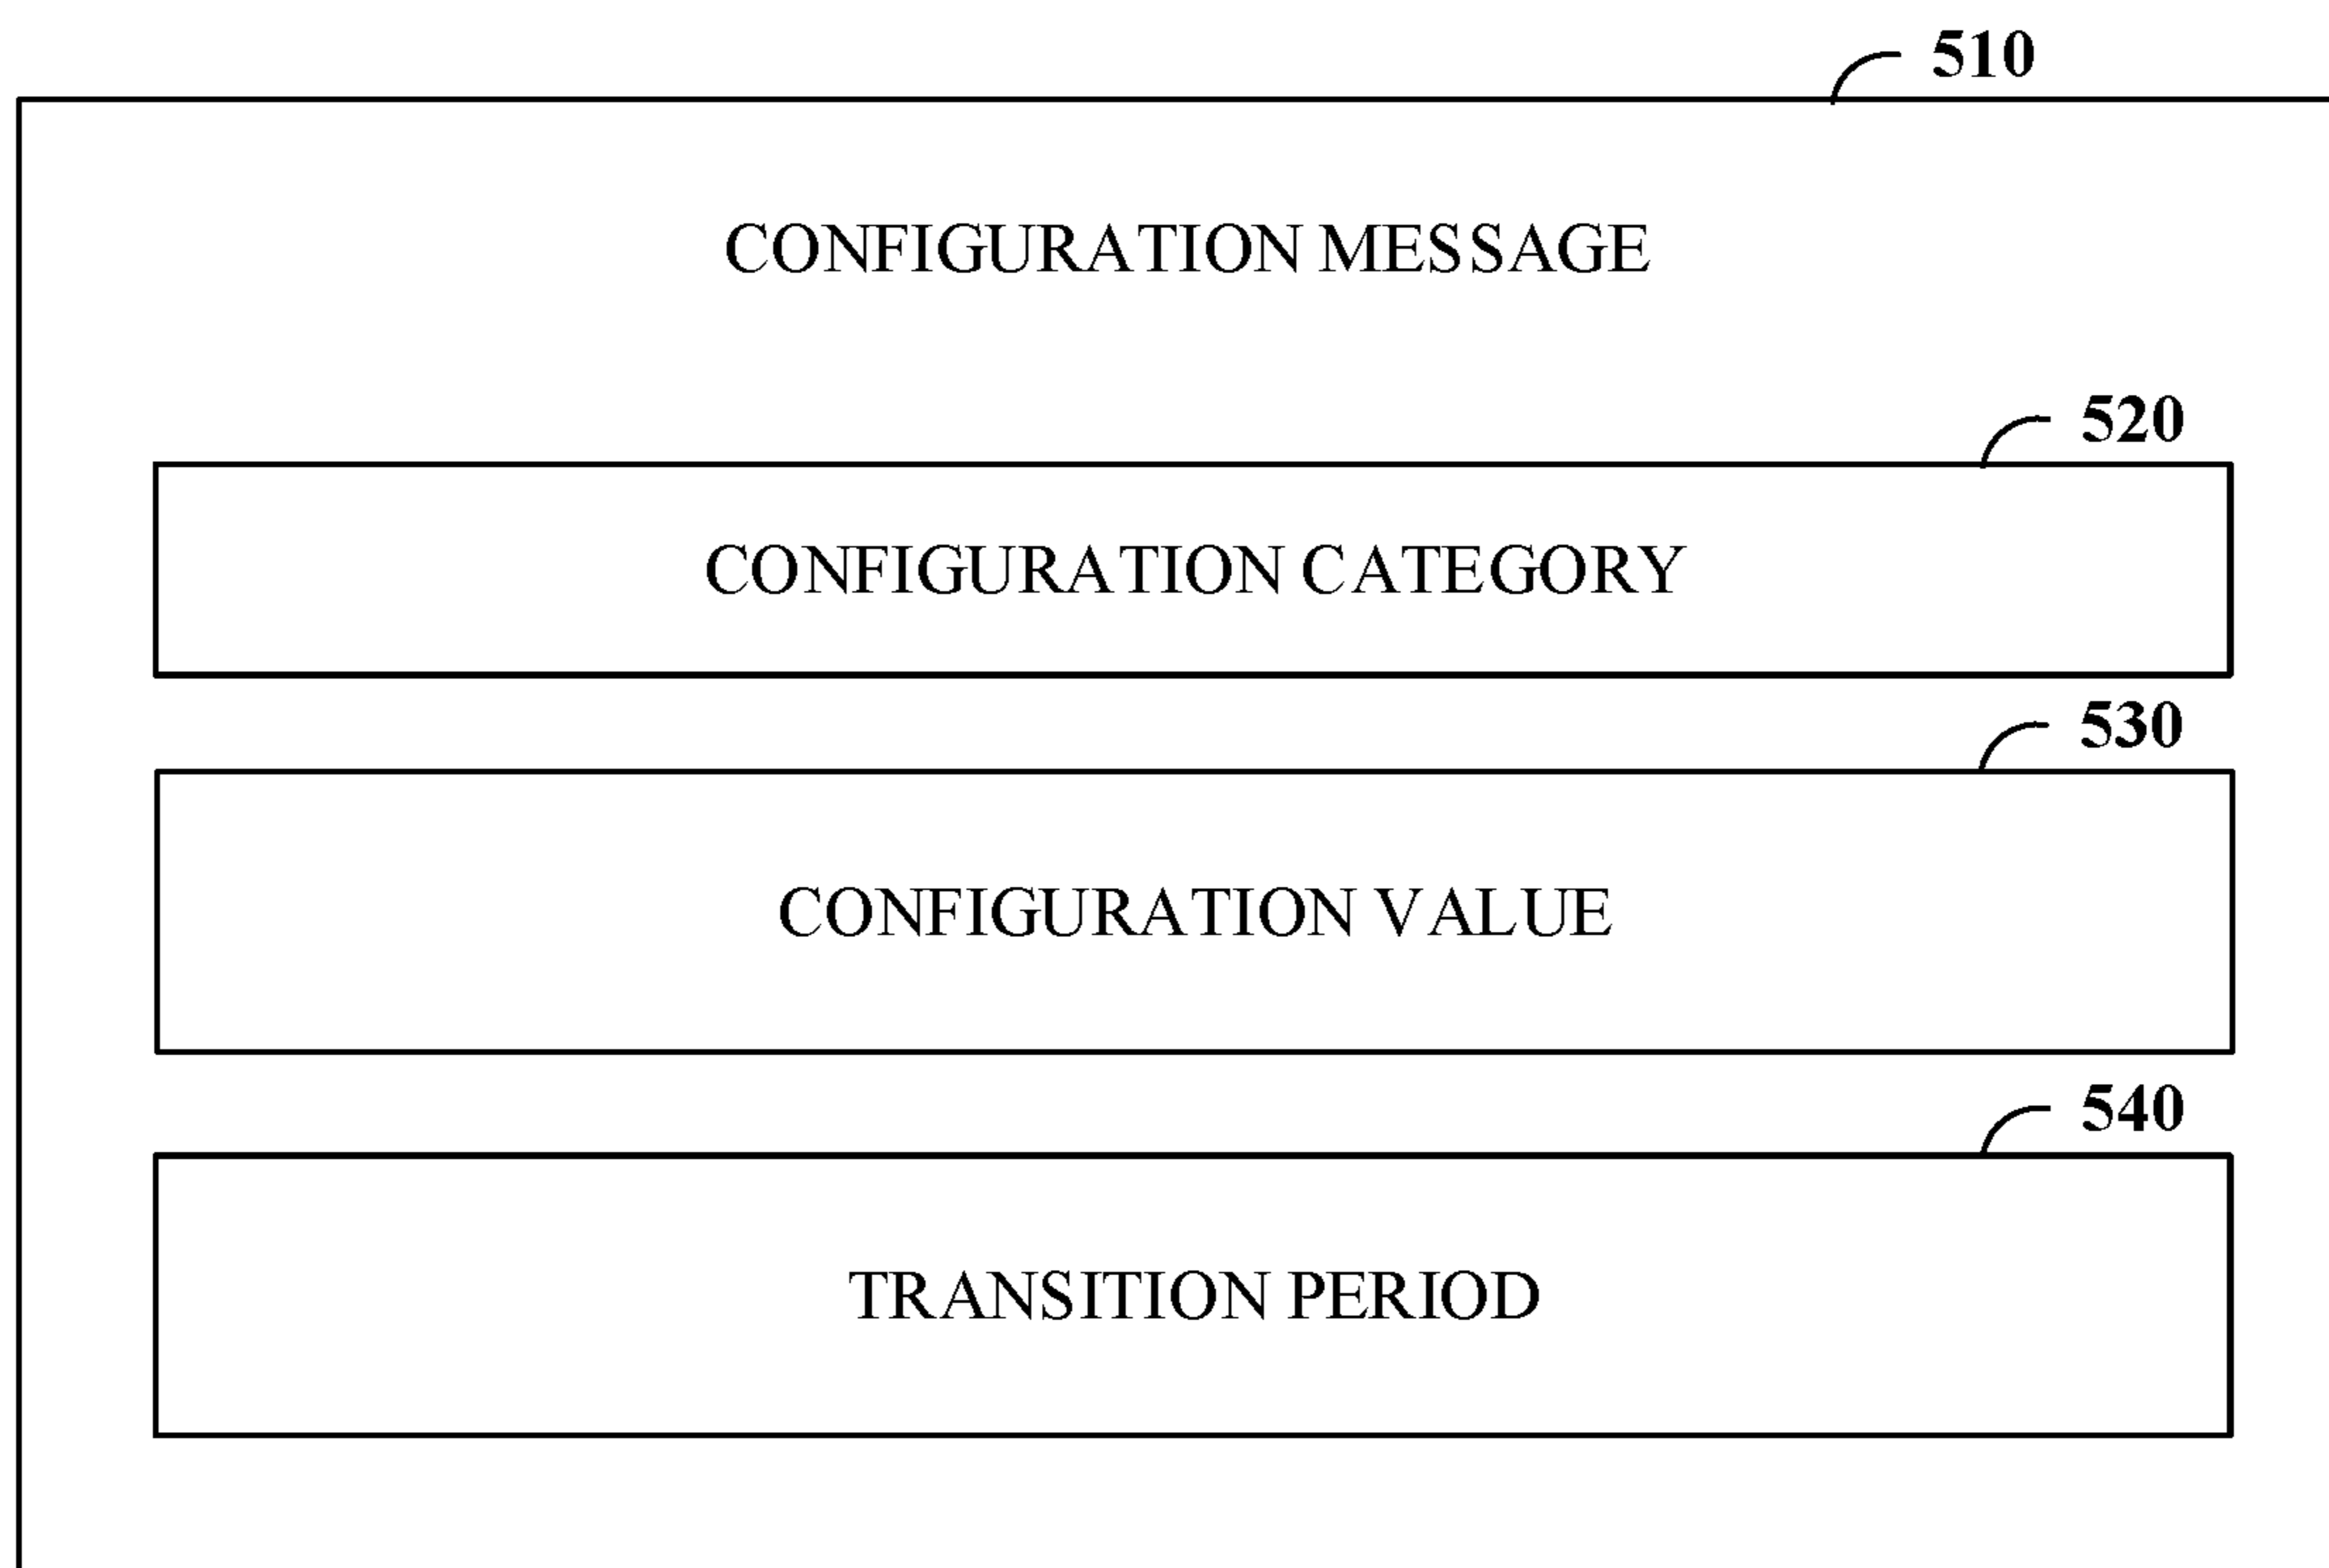 510
CONFIGURATION MESSAGE
520
CONFIGURATION CATEGORY
530
CONFIGURATION VALUE
540
TRANSITION PERIOD